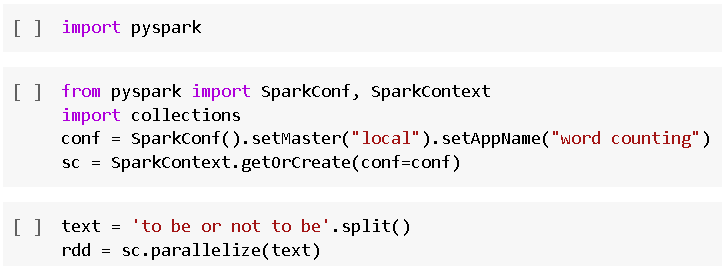 [ ] import pyspark
[ ] from pyspark import SparkConf, SparkContext
import collections
conf = SparkConf().setMaster("local").setAppName("word counting")
sc = SparkContext.getOrCreate(conf=conf)
[ ] text = 'to be or not to be'.split()
rdd = sc.parallelize(text)